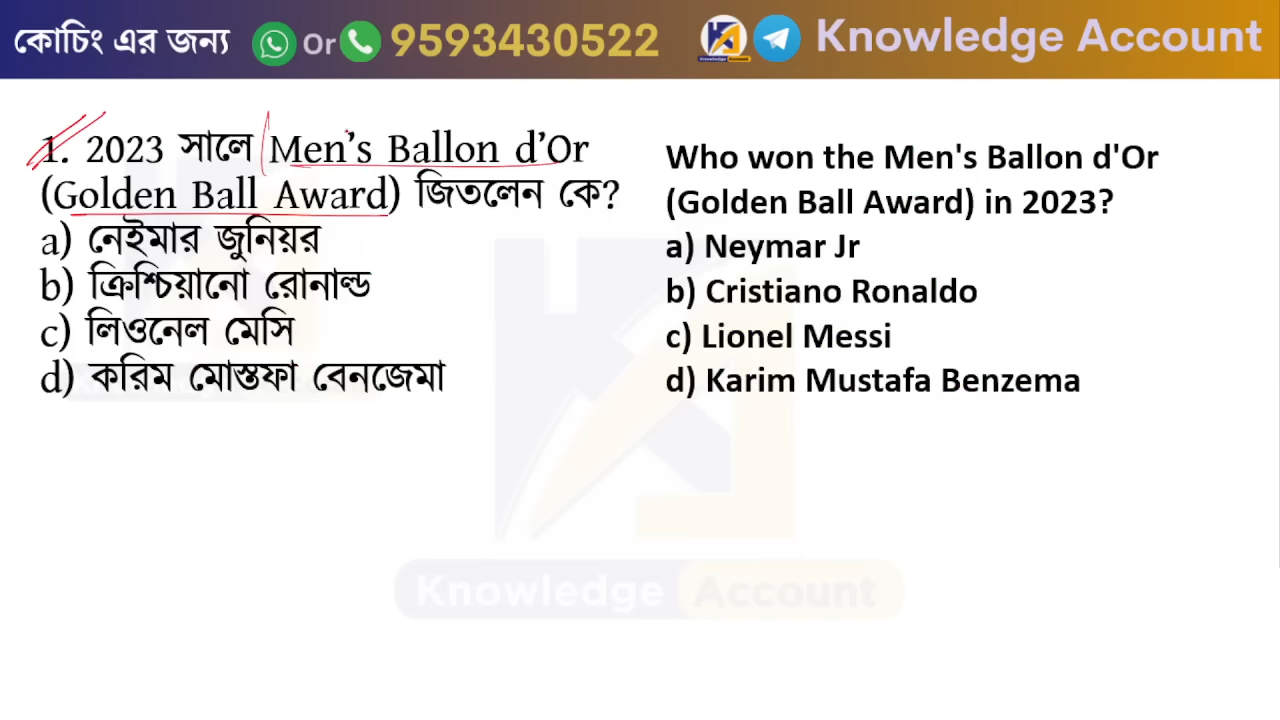 কোচিং এর জন্য Or 9593430522 Knowledge Account
1. 2023 সালে Men's Ballon d'Or
(Golden Ball Award) জিতলেন কে?
a) নেইমার জুনিয়র
b) ক্রিশ্চিয়ানো রোনাল্ড
c) লিওনেল মেসি
d) করিম মোস্তফা বেনজেমা
Who won the Men's Ballon d'Or
(Golden Ball Award) in 2023?
a) Neymar Jr
b) Cristiano Ronaldo
c) Lionel Messi
d) Karim Mustafa Benzema
Knowledge Account